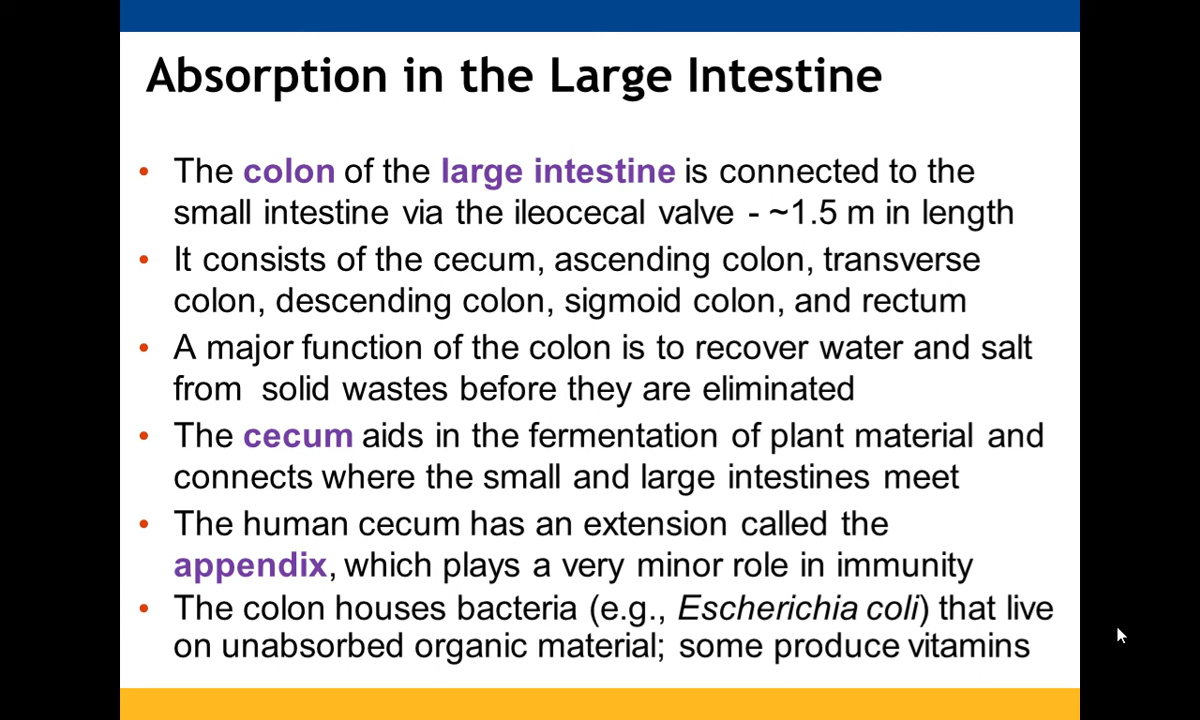 Absorption in the Large Intestine
• The colon of the large intestine is connected to the
small intestine via the ileocecal valve - ~1.5 m in length
• It consists of the cecum, ascending colon, transverse
colon, descending colon, sigmoid colon, and rectum
• A major function of the colon is to recover water and salt
from  solid wastes before they are eliminated
• The cecum aids in the fermentation of plant material and
connects where the small and large intestines meet
• The human cecum has an extension called the
appendix, which plays a very minor role in immunity
• The colon houses bacteria (e.g., Escherichia coli) that live
on unabsorbed organic material; some produce vitamins